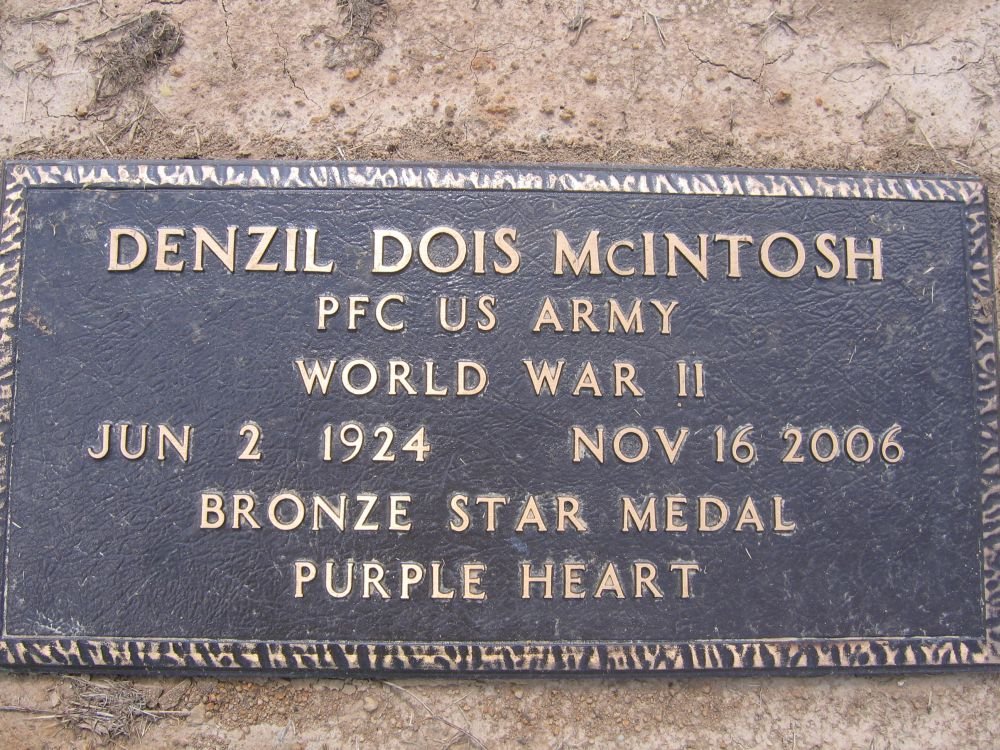 DENZIL DOIS McINTOSH
PFC US ARMY
WORLD WAR II
JUN 2 1924 NOV 16 2006
BRONZE STAR MEDAL
PURPLE HEART